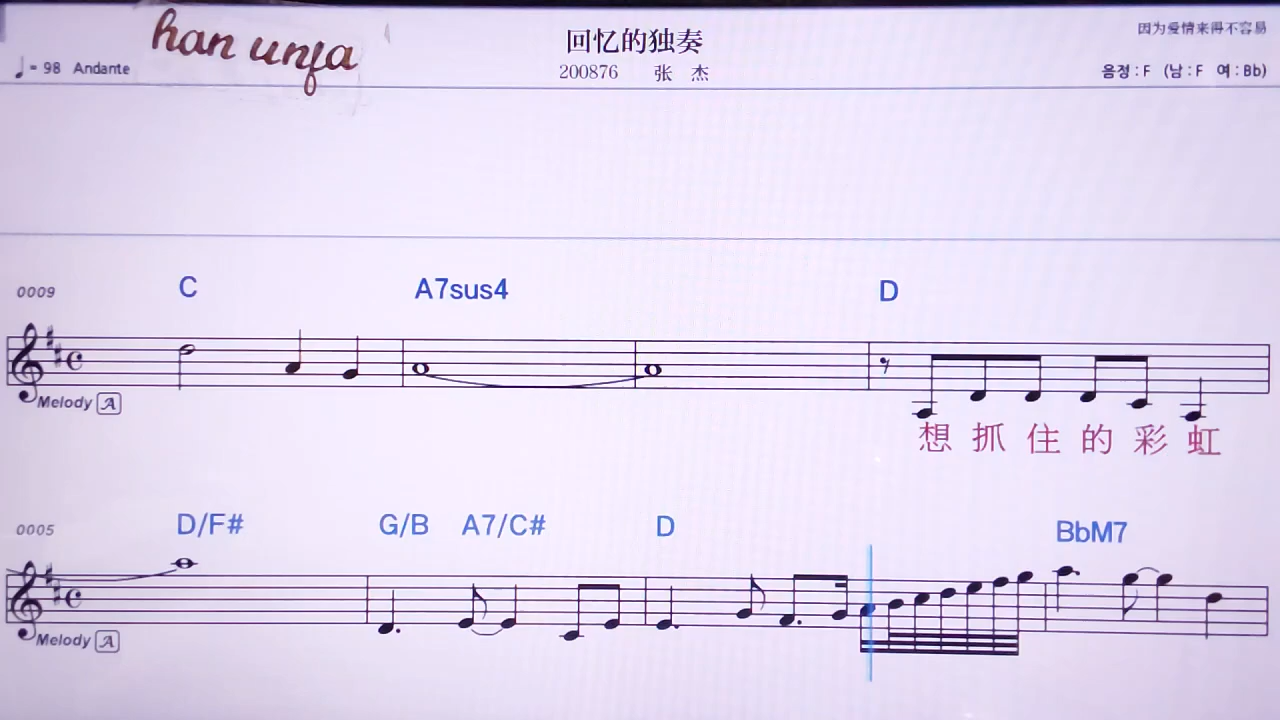 han unfa
回忆的独奏
因为爱情来得不容易
♩= 98 Andante
200876 张 杰
음정 : F (남 : F 여 : Bb)
0009 C A7sus4 D
Melody A
想 抓 住 的 彩 虹
0005 D/F# G/B A7/C# D BbM7
Melody A